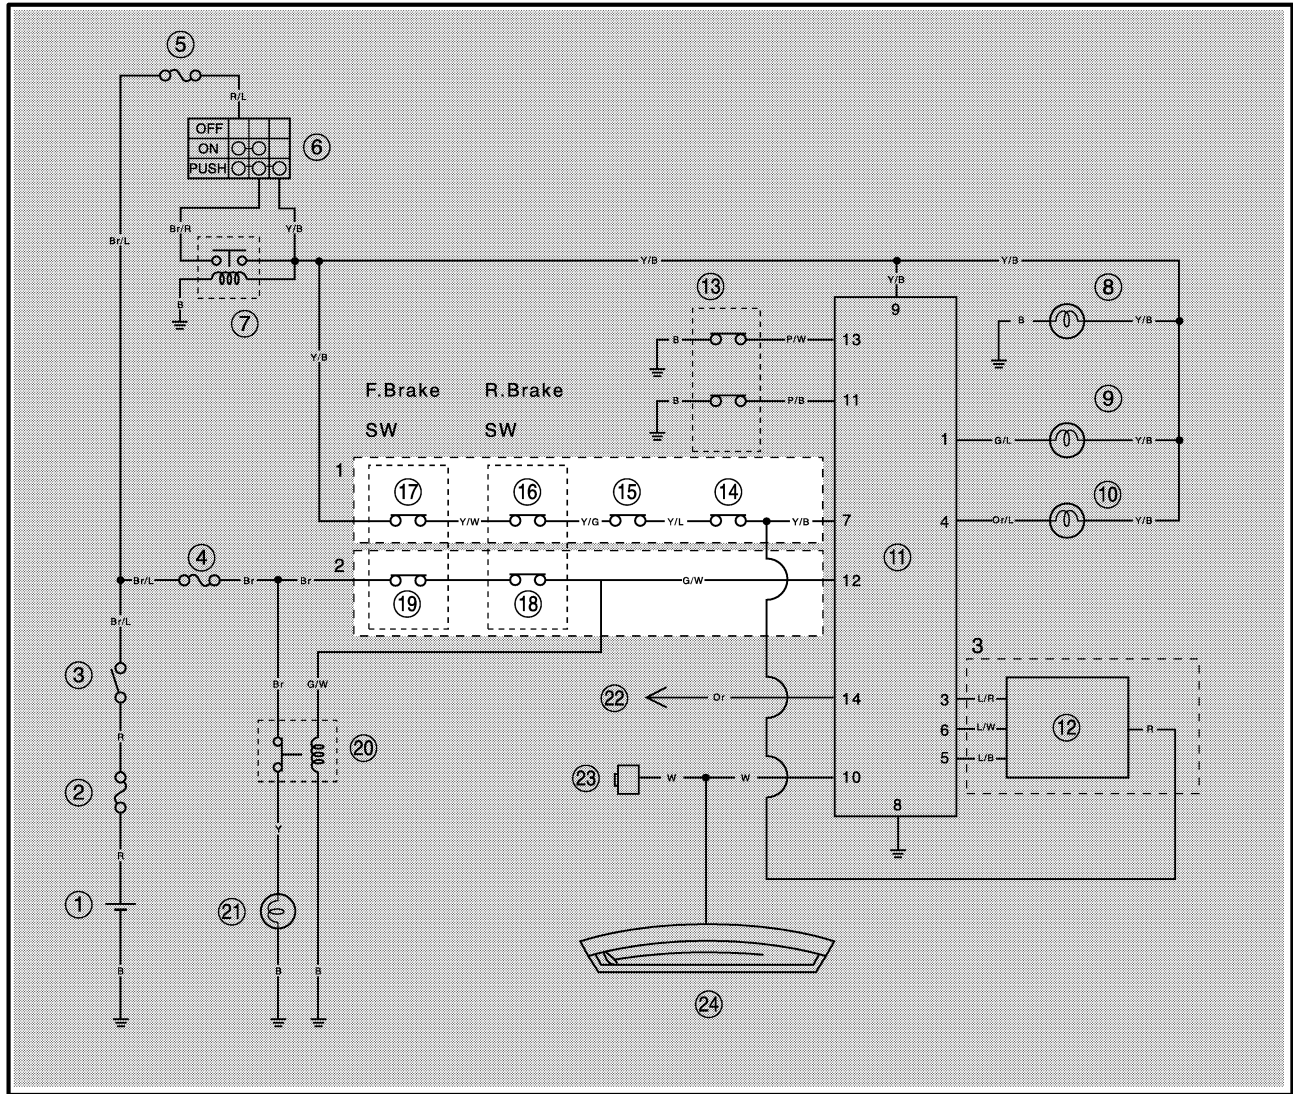 ⑤
R/L
OFF
ON
PUSH
⑥
Br/R
Y/B
Br/L
Y/B
Y/B
Y/B
B
⑦
⑬
9
⑧
B
Y/B
Y/B
B
P/W
13
B
P/B
11
F.Brake
SW
R.Brake
SW
⑨
1
G/L
Y/B
1
⑰
⑯
⑮
⑭
⑩
Y/W
Y/G
Y/L
Y/B
7
4
Or/L
Y/B
④
2
⑪
Br/L
Br
Br
G/W
12
⑲
⑱
Br/L
3
③
Br
G/W
㉒
Or
14
3
L/R
R
⑳
6
L/W
⑫
R
5
L/B
②
㉓
W
W
10
8
Y
R
①
㉑
B
B
B
㉔